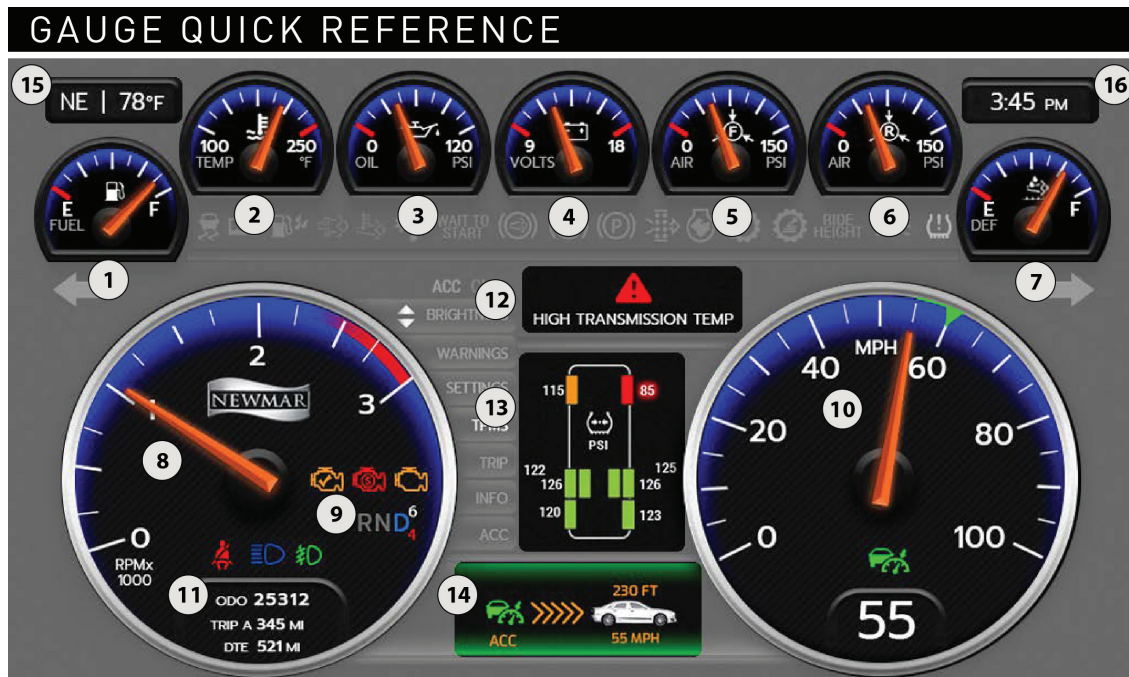 GAUGE QUICK REFERENCE
15
NE | 78°F
100
250
TEMP
°F
2
0
120
OIL
PSI
3
9
18
VOLTS
4
0
150
AIR
F
PSI
5
0
150
AIR
R
PSI
6
3:45 PM
16
E
F
FUEL
1
WAIT TO
START
(P)
RIDE
HEIGHT
(!)
E
F
DEF
7
ACC
12
WARNINGS
SETTINGS
13
TRIP
INFO
ACC
HIGH TRANSMISSION TEMP
115
85
PSI
122
125
126
126
120
123
0
1
2
3
NEWMAR
8
S
9
RND
6
4
RPMx
1000
11
ODO 25312
TRIP A 345 MI
DTE 521 MI
14
230 FT
ACC
55 MPH
MPH
0
20
40
60
80
100
10
55